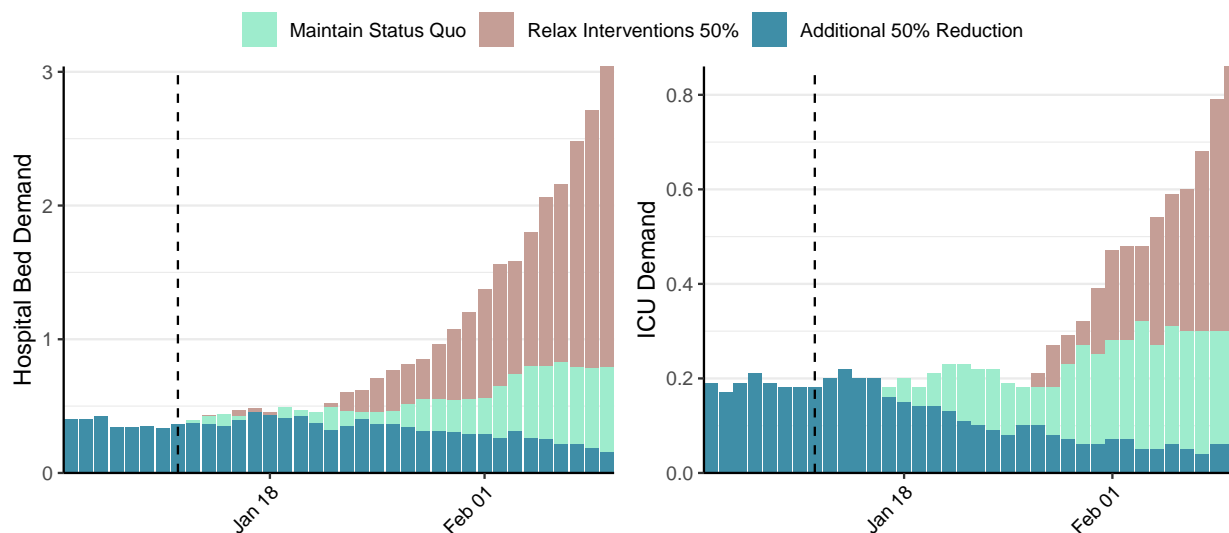 Maintain Status Quo Relax Interventions 50% Additional 50% Reduction
Hospital Bed Demand
3
2
1
0
Jan 18
Feb 01
ICU Demand
0.8
0.6
0.4
0.2
0.0
Jan 18
Feb 01